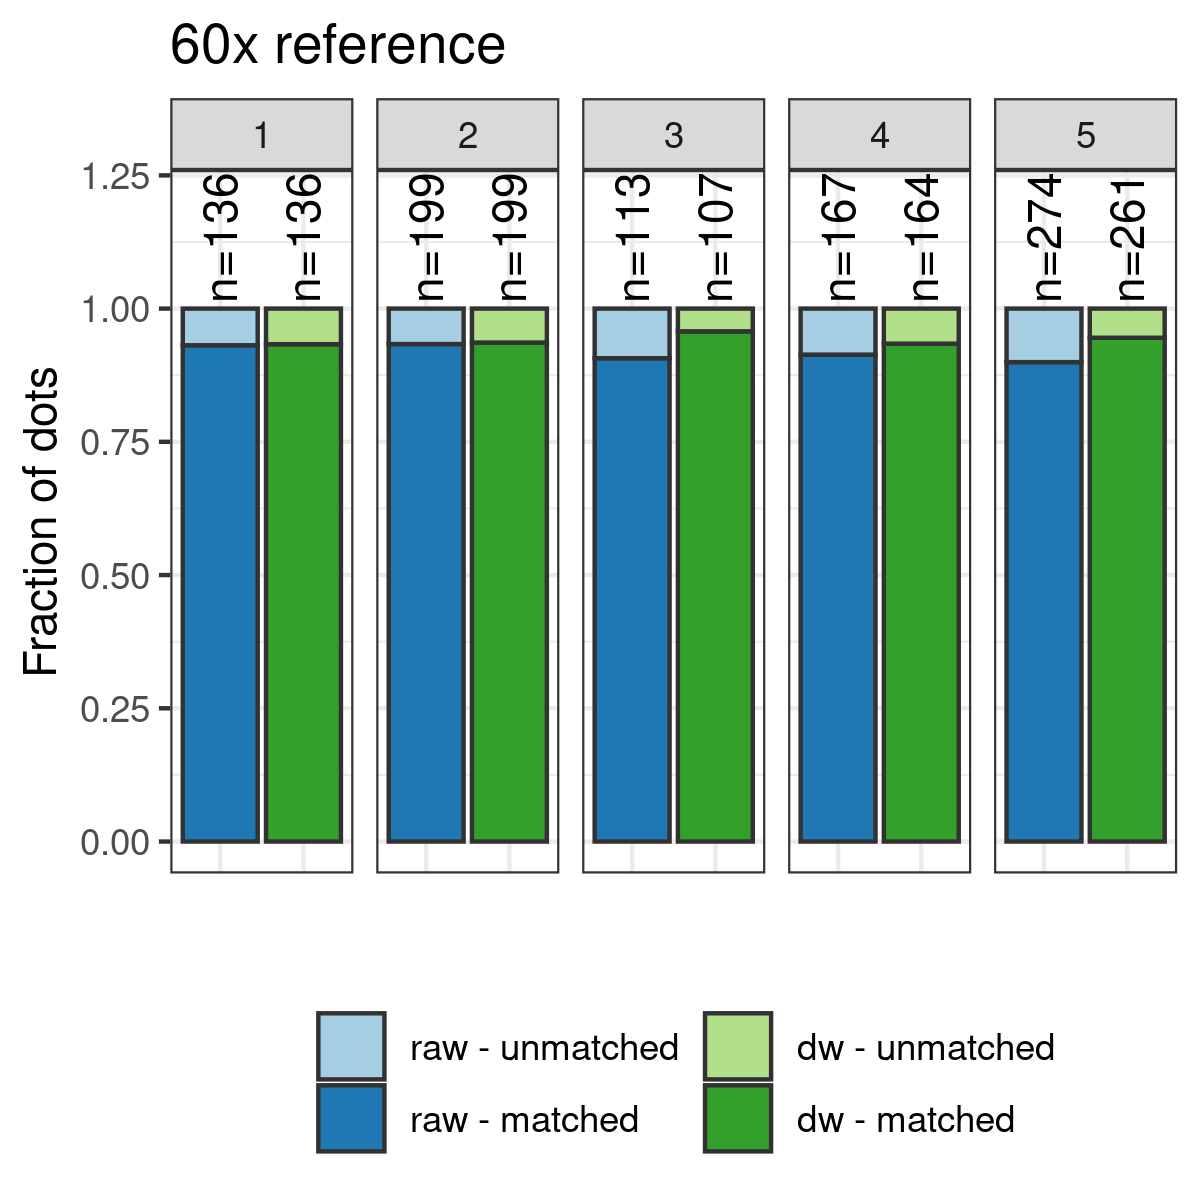 60x reference
1 2 3 4 5
n=136 n=136 n=199 n=199 n=113 n=107 n=167 n=164 n=274 n=261
Fraction of dots
1.25
1.00
0.75
0.50
0.25
0.00
raw - unmatched dw - unmatched
raw - matched dw - matched